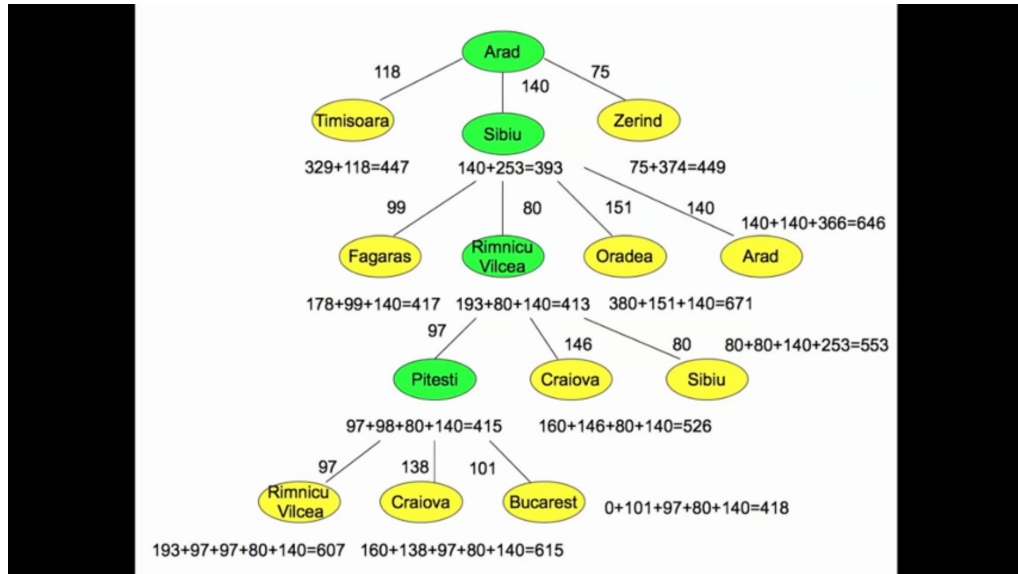 Arad
118
140
75
Timisoara
Sibiu
Zerind
329+118=447
140+253=393
75+374=449
99
80
151
140
140+140+366=646
Fagaras
Rimnicu
Vilcea
Oradea
Arad
178+99+140=417
193+80+140=413
380+151+140=671
97
146
80
80+80+140+253=553
Pitesti
Craiova
Sibiu
97+98+80+140=415
160+146+80+140=526
97
138
101
Rimnicu
Vilcea
Craiova
Bucarest
0+101+97+80+140=418
193+97+97+80+140=607
160+138+97+80+140=615